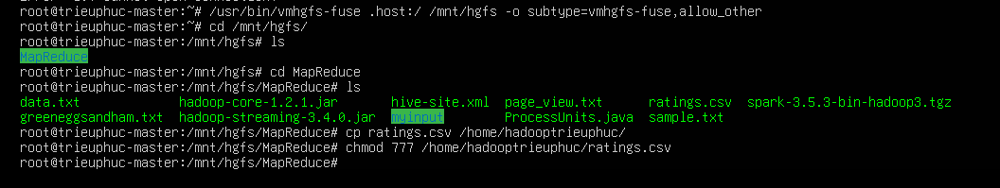 root@trieuphuc-master:~# /usr/bin/vmhgfs-fuse .host:/ /mnt/hgfs -o subtype=vmhgfs-fuse,allow_other
root@trieuphuc-master:~# cd /mnt/hgfs/
root@trieuphuc-master:/mnt/hgfs# ls
MapReduce
root@trieuphuc-master:/mnt/hgfs# cd MapReduce
root@trieuphuc-master:/mnt/hgfs/MapReduce# ls
data.txt hadoop-core-1.2.1.jar hive-site.xml page_view.txt ratings.csv spark-3.5.3-bin-hadoop3.tgz
greeneggsandham.txt hadoop-streaming-3.4.0.jar myinput ProcessUnits.java sample.txt
root@trieuphuc-master:/mnt/hgfs/MapReduce# cp ratings.csv /home/hadooptrieuphuc/
root@trieuphuc-master:/mnt/hgfs/MapReduce# chmod 777 /home/hadooptrieuphuc/ratings.csv
root@trieuphuc-master:/mnt/hgfs/MapReduce#